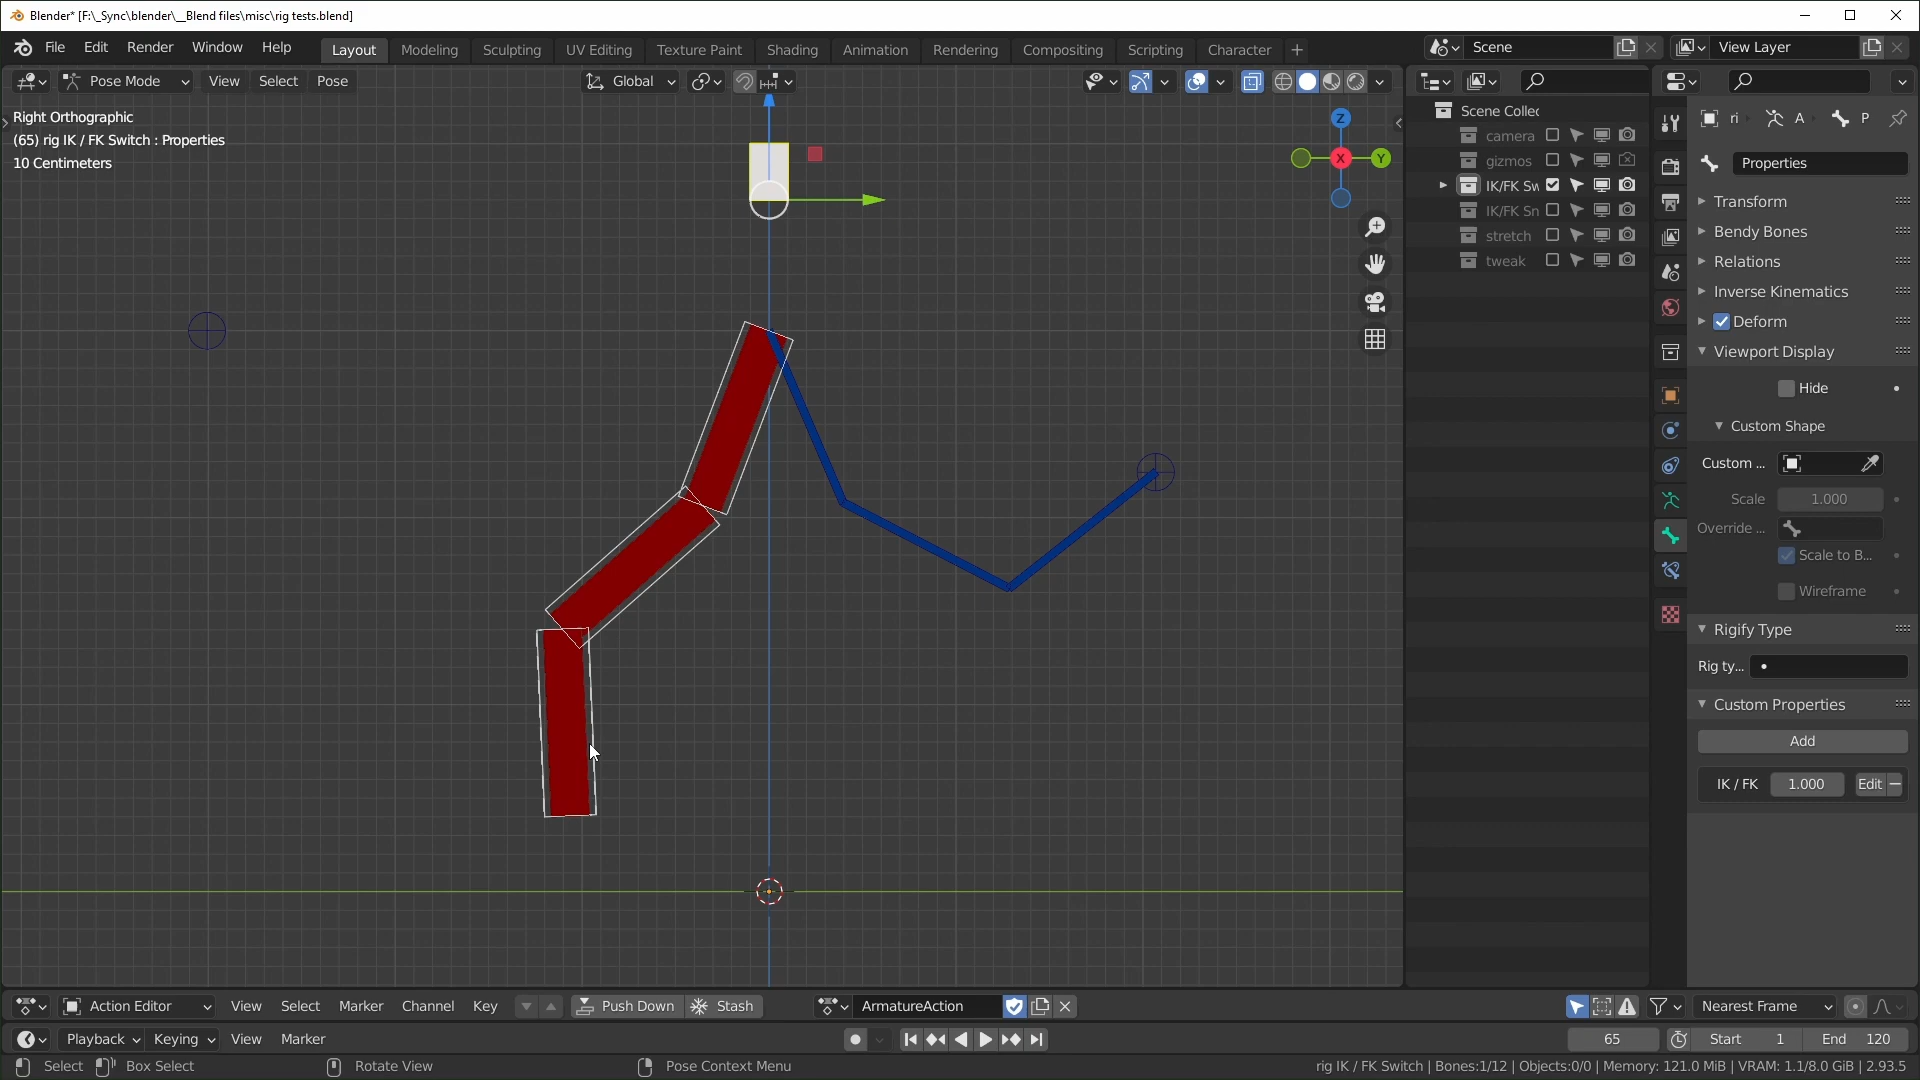 Blender* [F:\_Sync\blender\__Blend files\misc\rig tests.blend]
File Edit Render Window Help
Layout Modeling Sculpting UV Editing Texture Paint Shading Animation Rendering Compositing Scripting Character +
Scene
View Layer
Pose Mode View Select Pose
Global
Right Orthographic
(65) rig IK / FK Switch : Properties
10 Centimeters
Z
X
Y
Scene Collec
camera
gizmos
IK/FK Sw
IK/FK Sn
stretch
tweak
ri A P
Properties
Transform
Bendy Bones
Relations
Inverse Kinematics
Deform
Viewport Display
Hide
Custom Shape
Custom ...
Scale 1.000
Override ...
Scale to B...
Wireframe
Rigify Type
Rig ty...
Custom Properties
Add
IK / FK 1.000 Edit
Action Editor View Select Marker Channel Key Push Down Stash ArmatureAction Nearest Frame
Playback Keying View Marker 65 Start 1 End 120
Select Box Select Rotate View Pose Context Menu rig IK / FK Switch | Bones:1/12 | Objects:0/0 | Memory: 121.0 MiB | VRAM: 1.1/8.0 GiB | 2.93.5